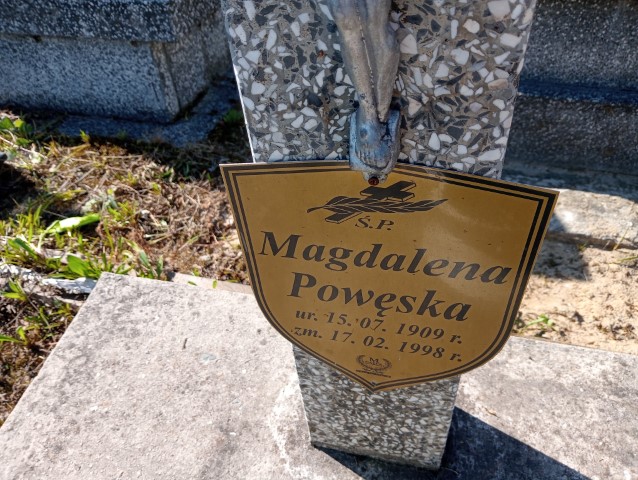 Ś.P.
Magdalena
Powęska
ur. 15. 07. 1909 r.
zm. 17. 02. 1998 r.